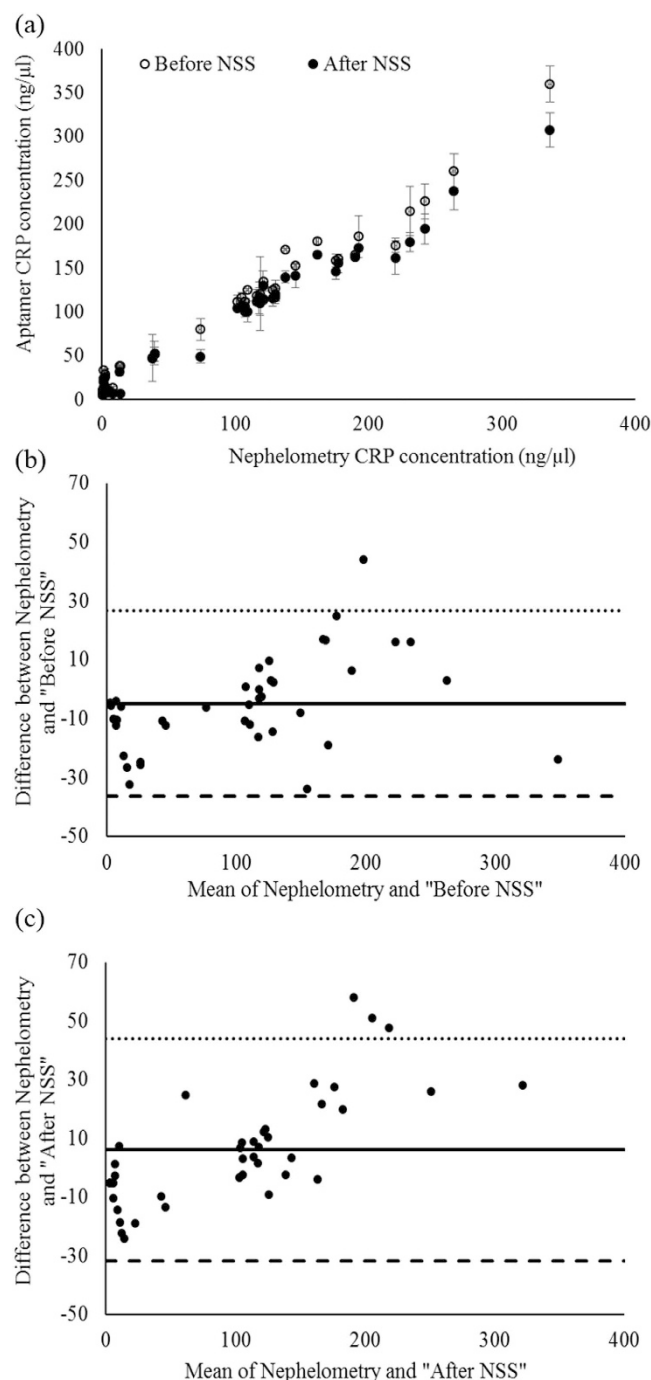 (a)
400
350
300
250
200
150
100
50
0
Aptamer CRP concentration (ng/µl)
Before NSS
After NSS
0
100
200
300
400
Nephelometry CRP concentration (ng/µl)
(b)
70
50
30
10
-10
-30
-50
Difference between Nephelometry
and "Before NSS"
0
100
200
300
400
Mean of Nephelometry and "Before NSS"
(c)
70
50
30
10
-10
-30
-50
Difference between Nephelometry
and "After NSS"
0
100
200
300
400
Mean of Nephelometry and "After NSS"